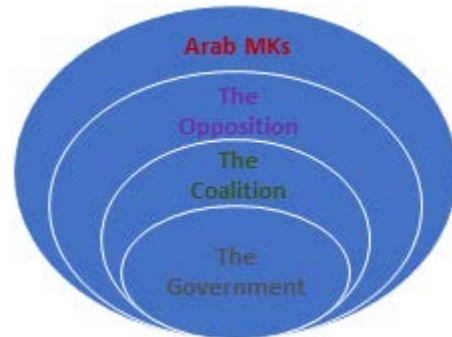 Arab MKs
The
Opposition
The
Coalition
The
Government